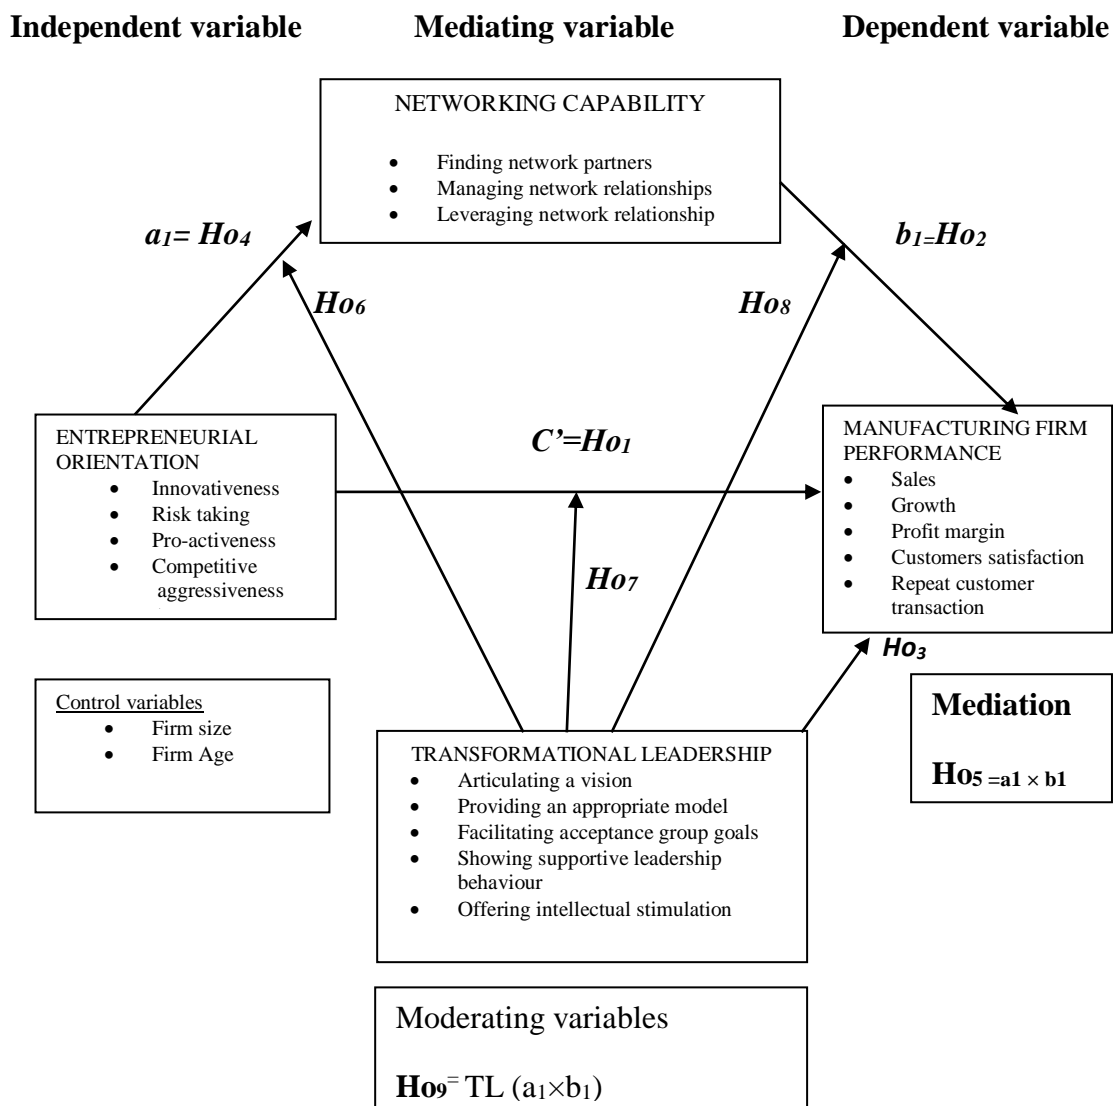 Independent variable
Mediating variable
Dependent variable
NETWORKING CAPABILITY
• Finding network partners
• Managing network relationships
• Leveraging network relationship
a1= Ho4
b1=Ho2
Ho6
Ho8
ENTREPRENEURIAL
ORIENTATION
• Innovativeness
• Risk taking
• Pro-activeness
• Competitive
aggressiveness
C’=Ho1
MANUFACTURING FIRM
PERFORMANCE
• Sales
• Growth
• Profit margin
• Customers satisfaction
• Repeat customer
transaction
Ho7
Ho3
Control variables
• Firm size
• Firm Age
TRANSFORMATIONAL LEADERSHIP
• Articulating a vision
• Providing an appropriate model
• Facilitating acceptance group goals
• Showing supportive leadership
behaviour
• Offering intellectual stimulation
Mediation
Ho5 =a1 × b1
Moderating variables
Ho9= TL (a1×b1)